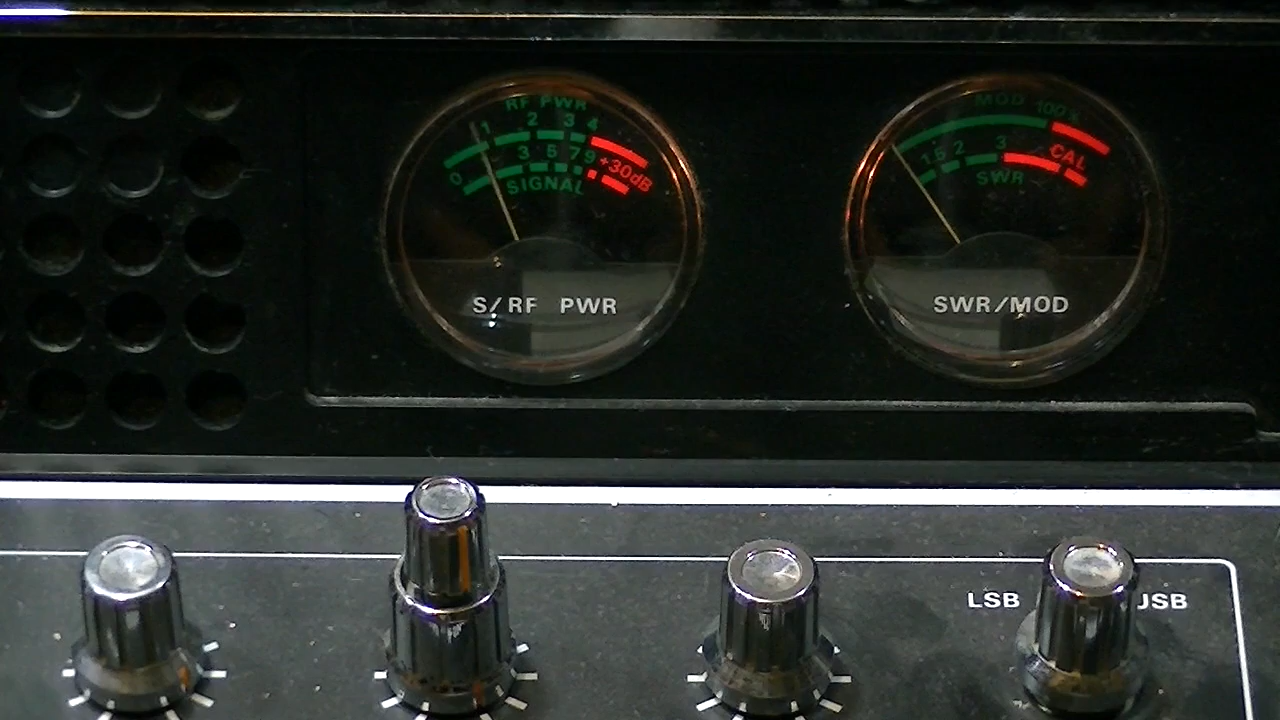 RF PWR
1 2 3 4
0 3 5 7 9 +30dB
SIGNAL
S/RF PWR
MOD 100%
1 1.5 2 3 CAL
SWR
SWR/MOD
LSB USB